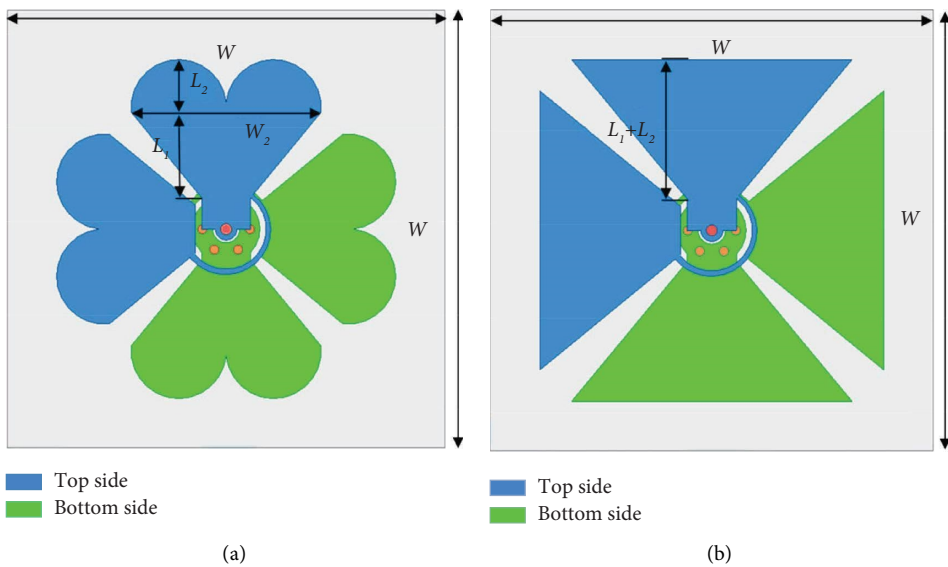 W
L₂
W₂
L₁
W
Top side
Bottom side
(a)
W
L₁+L₂
W
Top side
Bottom side
(b)